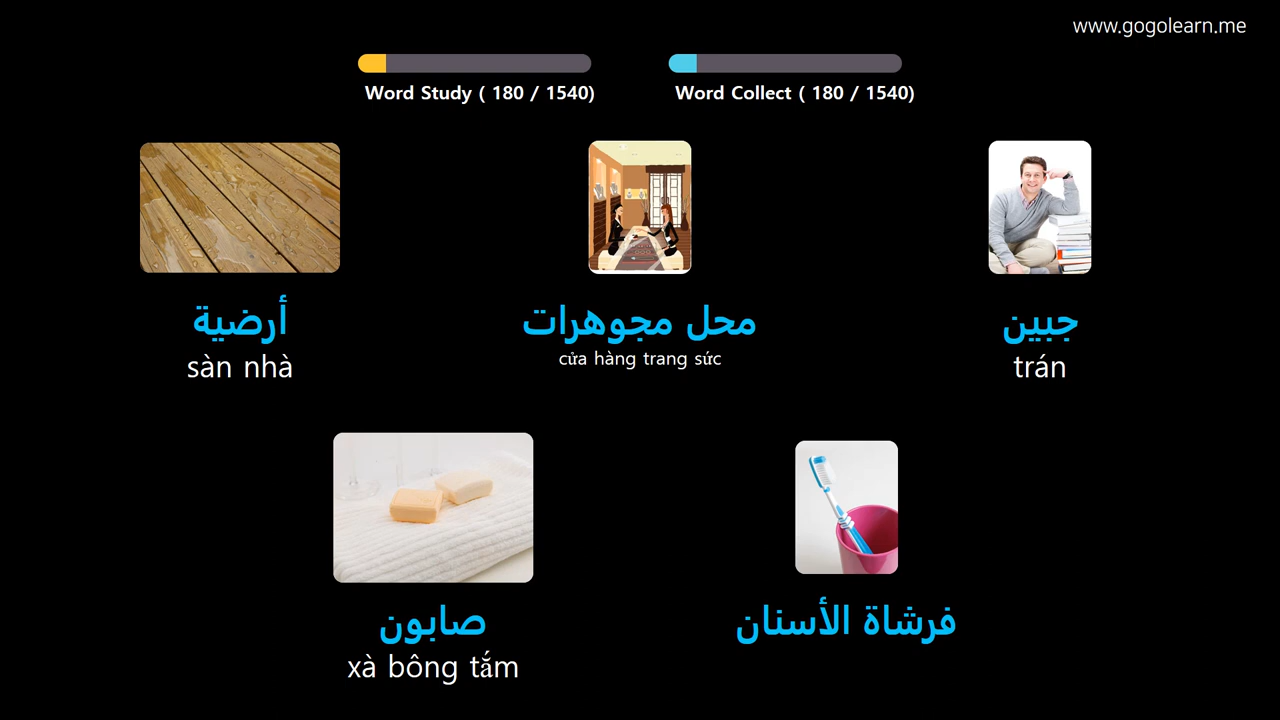 www.gogolearn.me
Word Study ( 180 / 1540)
Word Collect ( 180 / 1540)
أرضية
sàn nhà
محل مجوهرات
cửa hàng trang sức
جبين
trán
صابون
xà bông tắm
فرشاة الأسنان